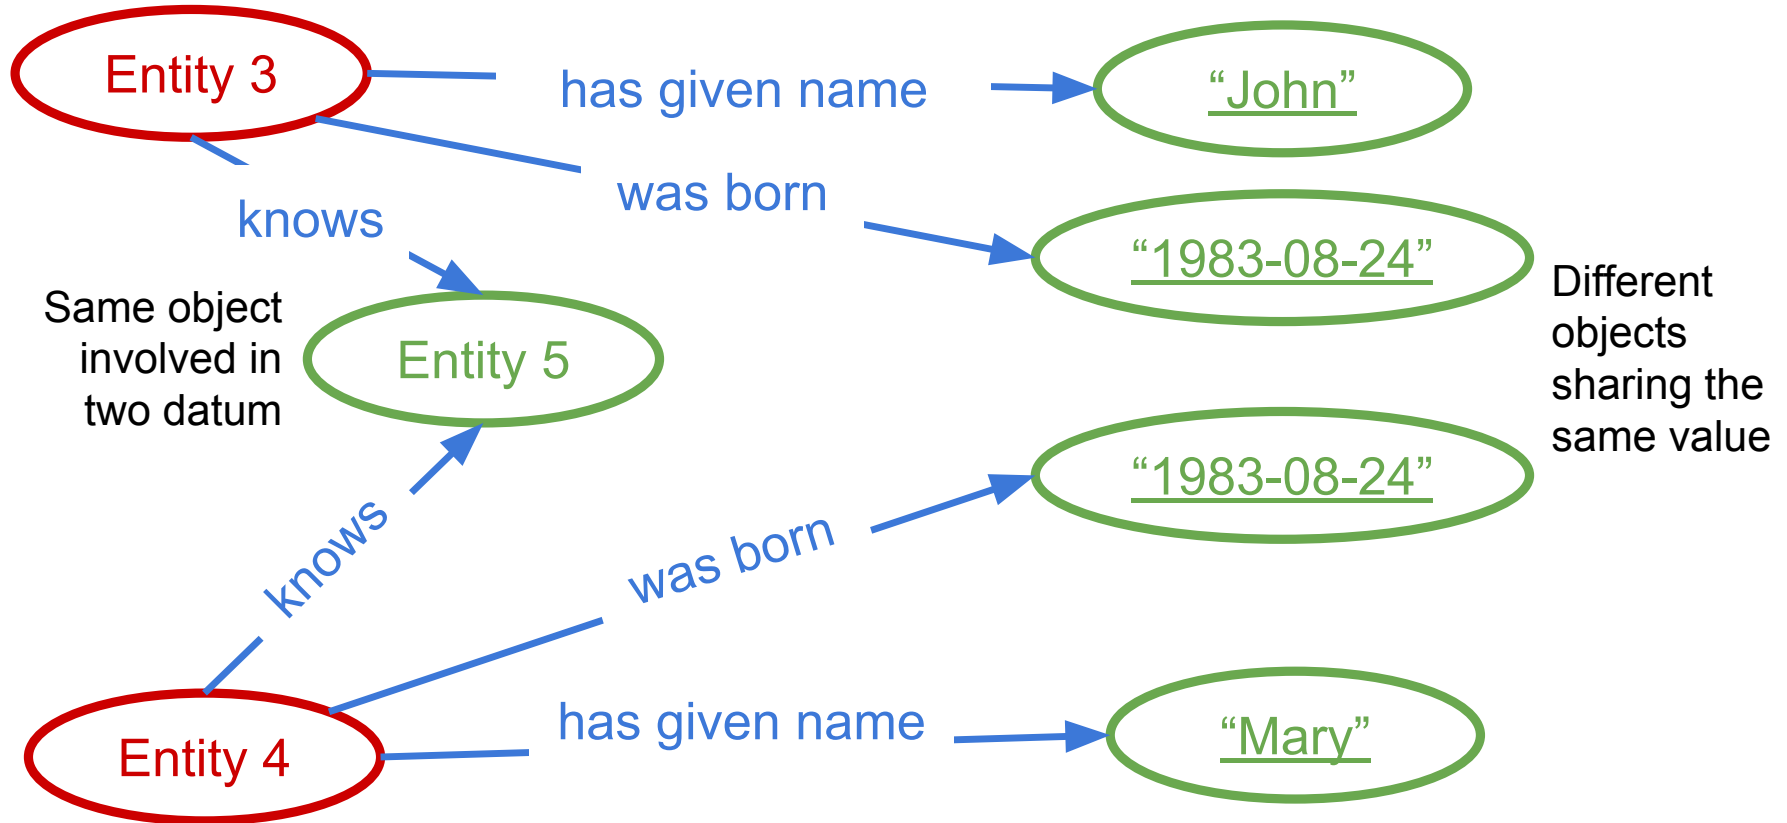 Entity 3
has given name
“John”
was born
knows
“1983-08-24”
Same object
involved in
two datum
Entity 5
Different
objects
sharing the
same value
“1983-08-24”
knows
was born
has given name
“Mary”
Entity 4